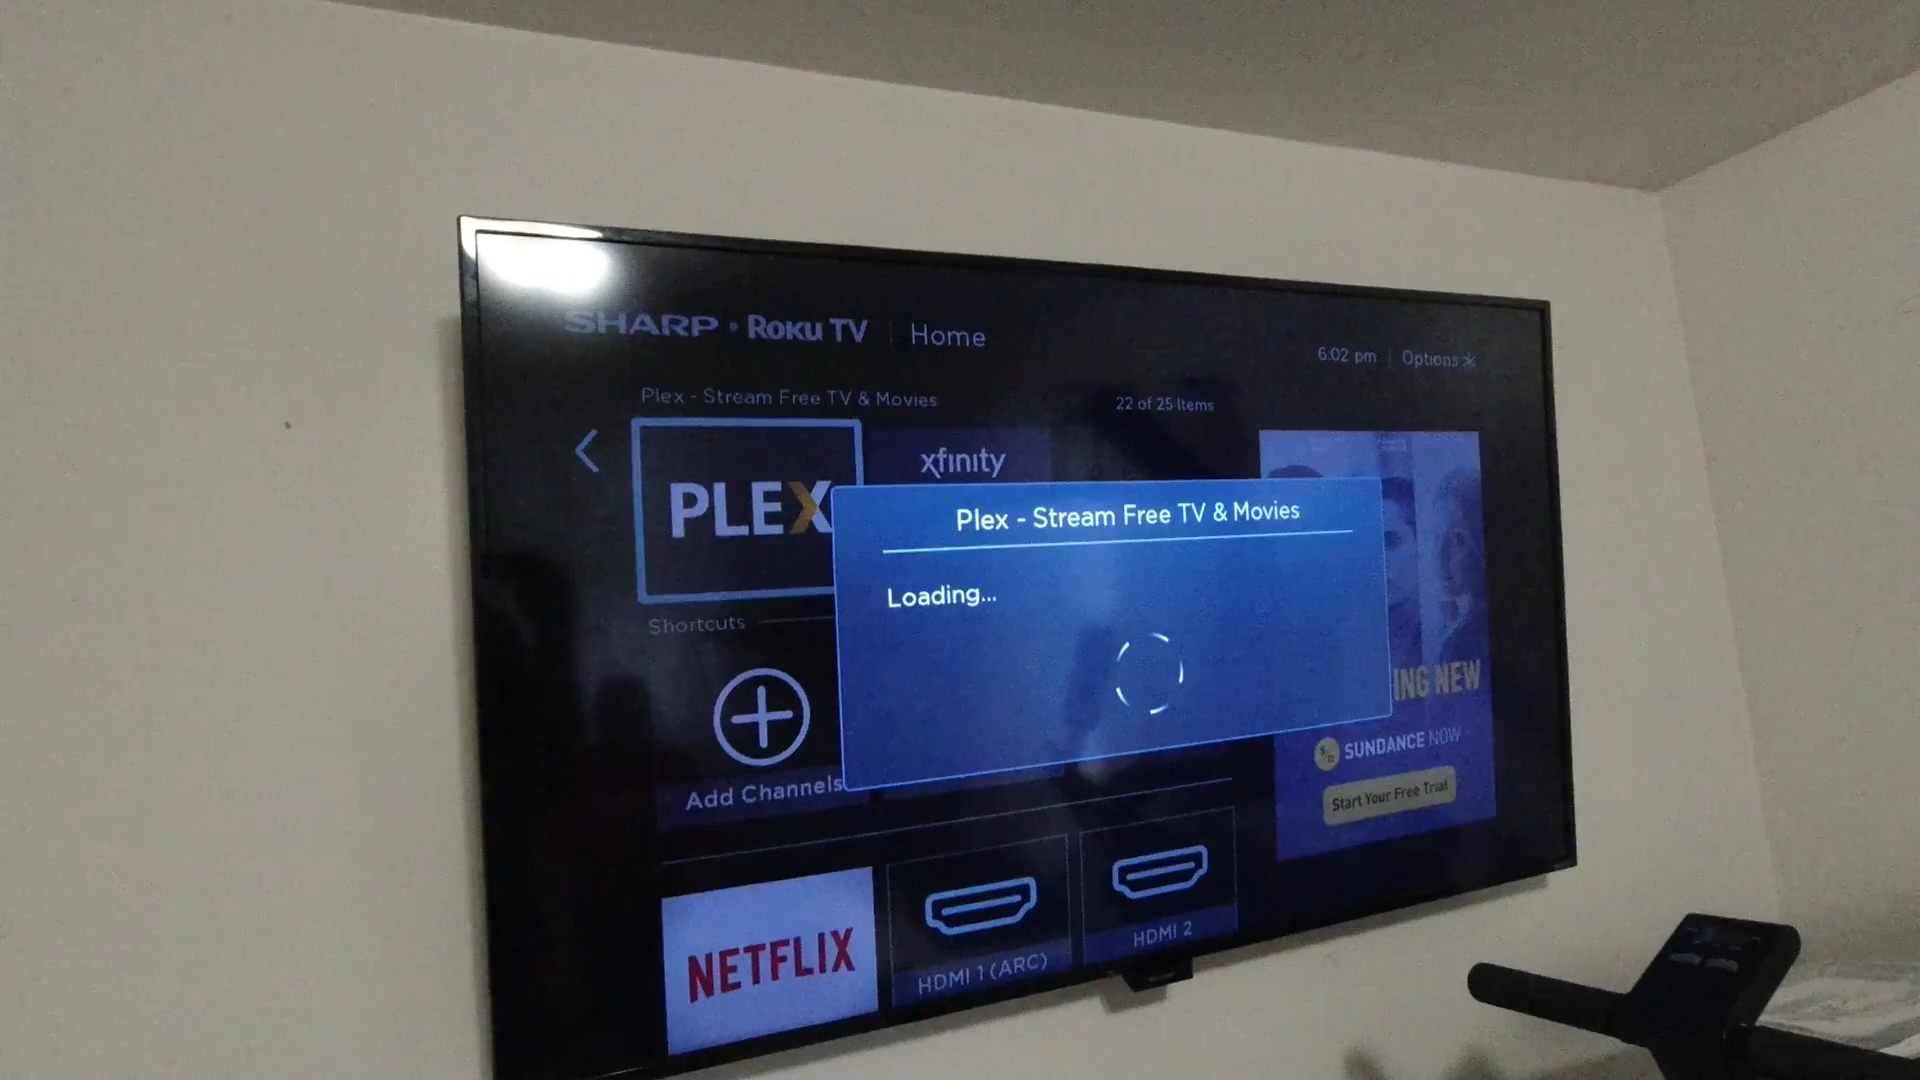 SHARP • Roku TV | Home
6:02 pm | Options
Plex - Stream Free TV & Movies
22 of 25 Items
PLEX
xfinity
Plex - Stream Free TV & Movies
Loading...
Shortcuts
Add Channels
ING NEW
SUNDANCE NOW
Start Your Free Trial
NETFLIX
HDMI 1 (ARC)
HDMI 2